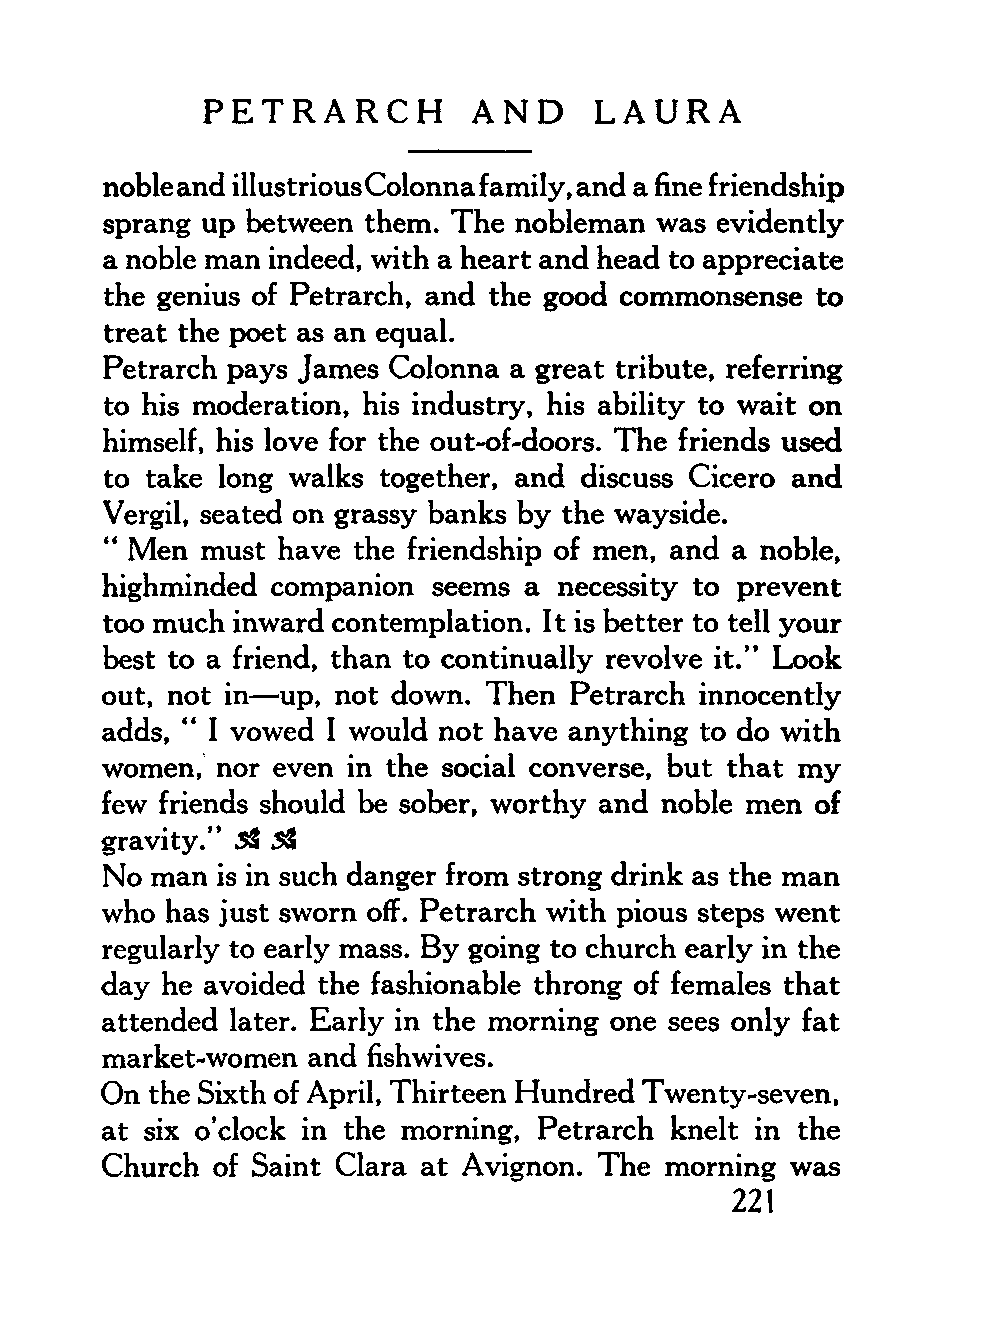 PETRARCH AND LAURA
noble and illustrious Colonna family, and a fine friendship
sprang up between them. The nobleman was evidently
a noble man indeed, with a heart and head to appreciate
the genius of Petrarch, and the good commonsense to
treat the poet as an equal.
Petrarch pays James Colonna a great tribute, referring
to his moderation, his industry, his ability to wait on
himself, his love for the out-of-doors. The friends used
to take long walks together, and discuss Cicero and
Vergil, seated on grassy banks by the wayside.
“ Men must have the friendship of men, and a noble,
highminded companion seems a necessity to prevent
too much inward contemplation. It is better to tell your
best to a friend, than to continually revolve it.” Look
out, not in—up, not down. Then Petrarch innocently
adds, “ I vowed I would not have anything to do with
women, nor even in the social converse, but that my
few friends should be sober, worthy and noble men of
gravity.”
No man is in such danger from strong drink as the man
who has just sworn off. Petrarch with pious steps went
regularly to early mass. By going to church early in the
day he avoided the fashionable throng of females that
attended later. Early in the morning one sees only fat
market-women and fishwives.
On the Sixth of April, Thirteen Hundred Twenty-seven,
at six o'clock in the morning, Petrarch knelt in the
Church of Saint Clara at Avignon. The morning was
221